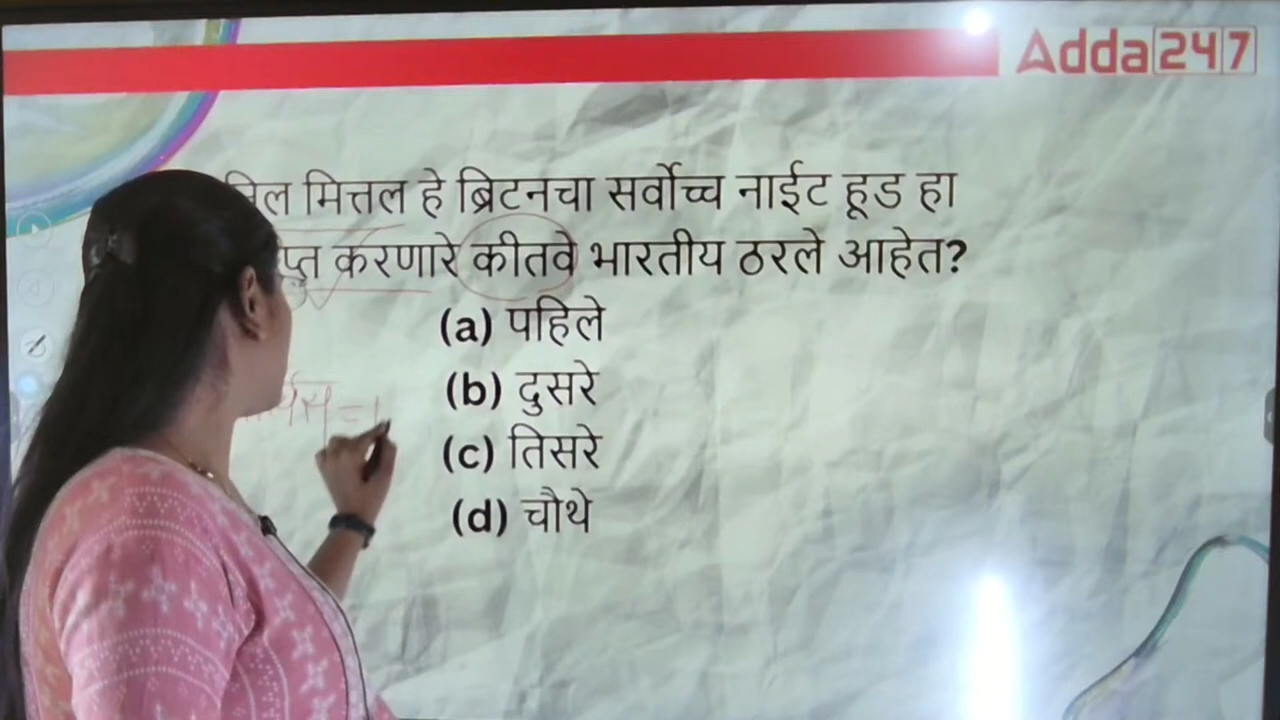 Adda247
मित्तल हे ब्रिटनचा सर्वोच्च नाईट हूड हा
करणारे कीतवे भारतीय ठरले आहेत?
(a) पहिले
(b) दुसरे
(c) तिसरे
(d) चौथे